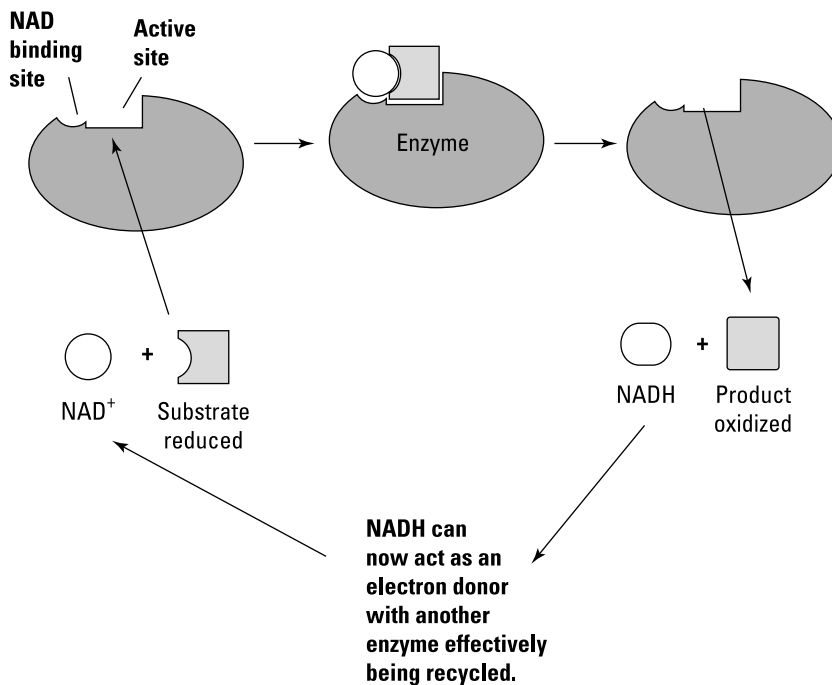 NAD
binding
site
Active
site
Enzyme
+
NAD⁺
Substrate
reduced
+
NADH
Product
oxidized
NADH can
now act as an
electron donor
with another
enzyme effectively
being recycled.